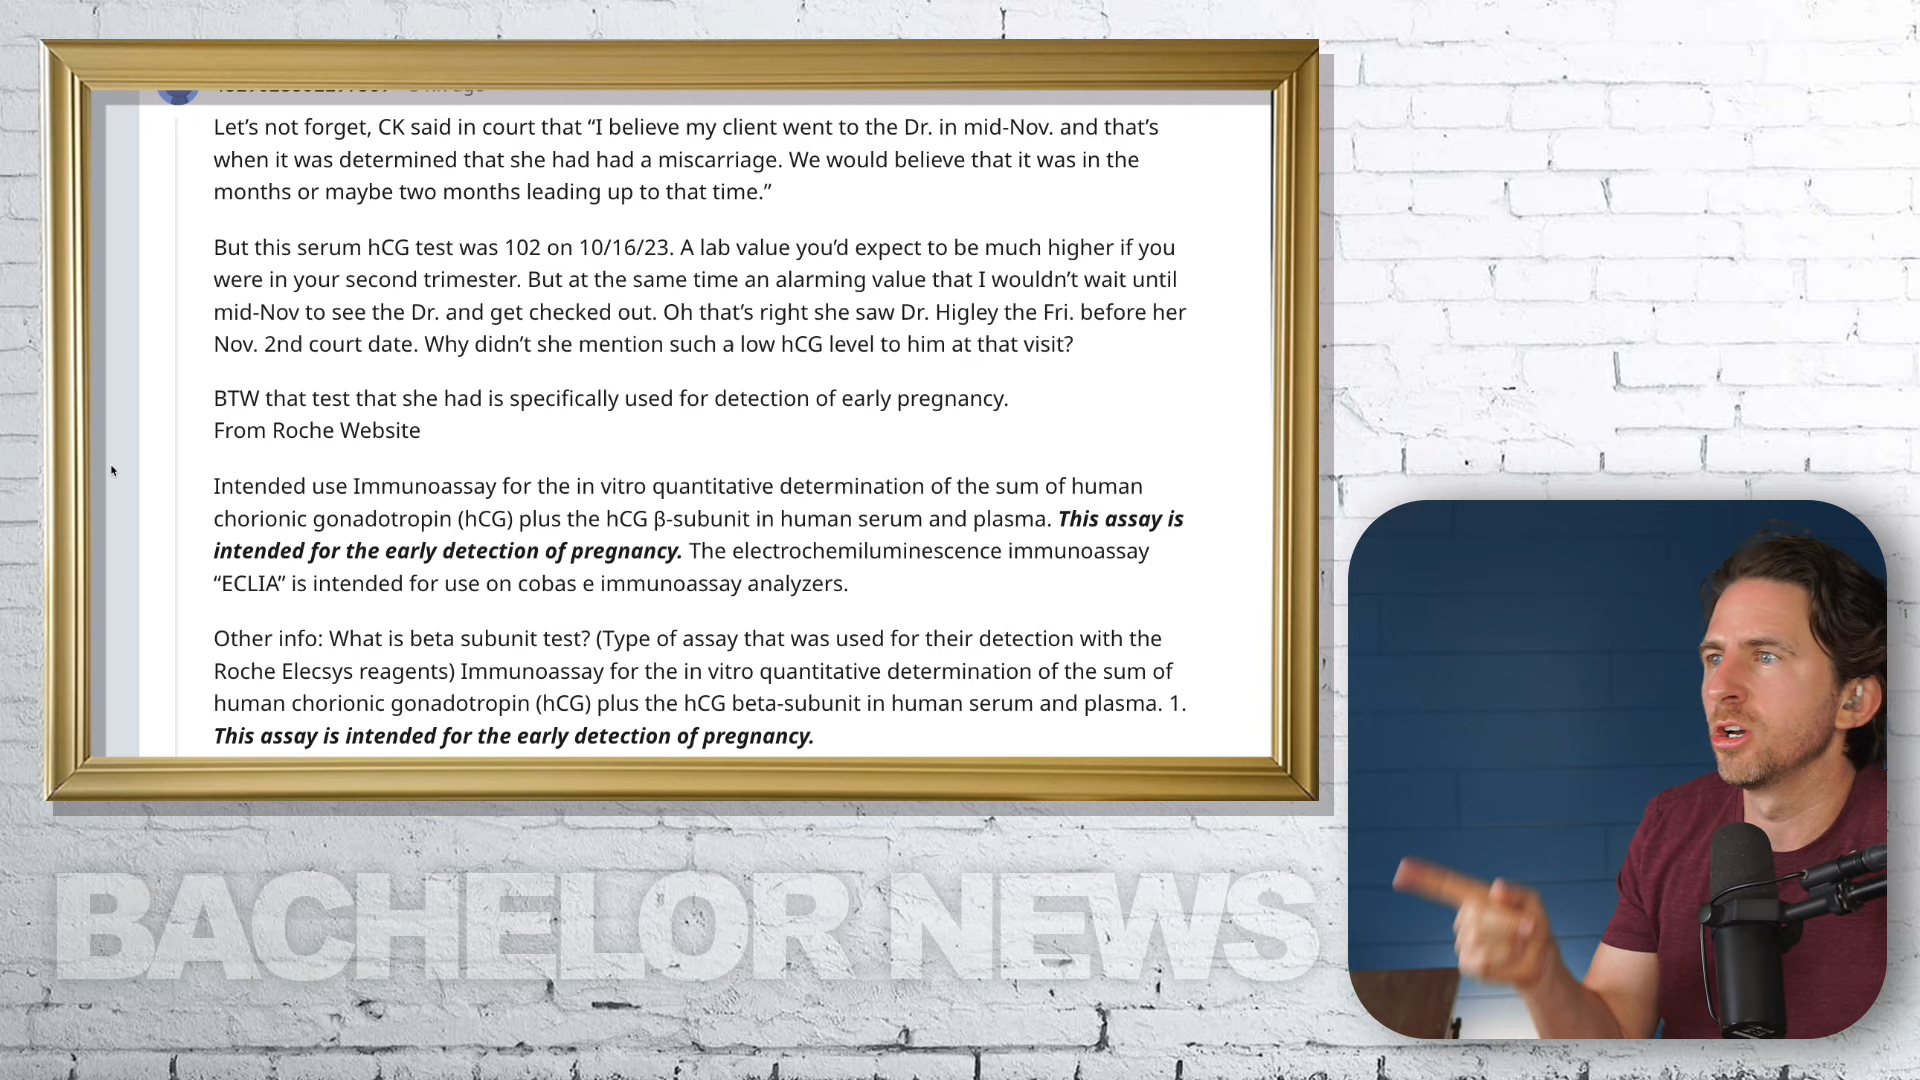 Let’s not forget, CK said in court that “I believe my client went to the Dr. in mid-Nov. and that’s
when it was determined that she had had a miscarriage. We would believe that it was in the
months or maybe two months leading up to that time.”
But this serum hCG test was 102 on 10/16/23. A lab value you’d expect to be much higher if you
were in your second trimester. But at the same time an alarming value that I wouldn’t wait until
mid-Nov to see the Dr. and get checked out. Oh that’s right she saw Dr. Higley the Fri. before her
Nov. 2nd court date. Why didn’t she mention such a low hCG level to him at that visit?
BTW that test that she had is specifically used for detection of early pregnancy.
From Roche Website
Intended use Immunoassay for the in vitro quantitative determination of the sum of human
chorionic gonadotropin (hCG) plus the hCG β-subunit in human serum and plasma. This assay is
intended for the early detection of pregnancy. The electrochemiluminescence immunoassay
“ECLIA” is intended for use on cobas e immunoassay analyzers.
Other info: What is beta subunit test? (Type of assay that was used for their detection with the
Roche Elecsys reagents) Immunoassay for the in vitro quantitative determination of the sum of
human chorionic gonadotropin (hCG) plus the hCG beta-subunit in human serum and plasma. 1.
This assay is intended for the early detection of pregnancy.
BACHELOR NEWS